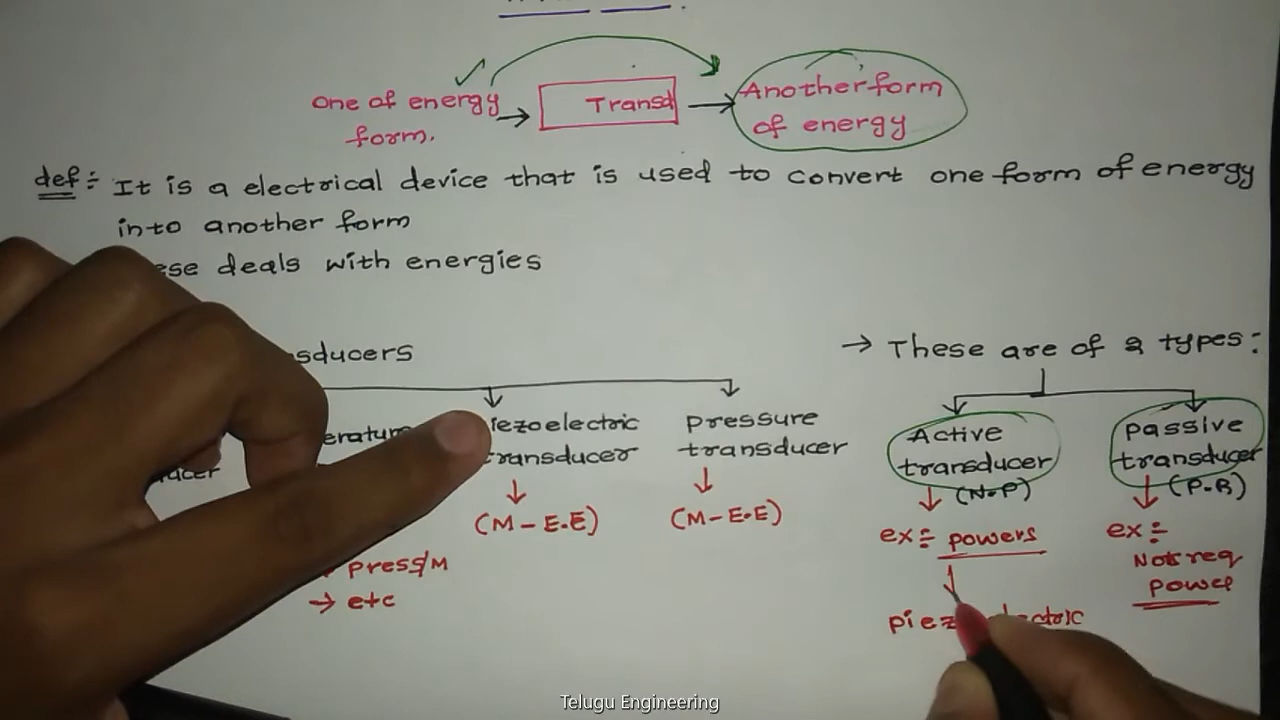 One of energy form.
Transd
Another form of energy
def÷ It is a electrical device that is used to convert one form of energy
into another form
deals with energies
→ These are of 2 types:
Pressure transducer
(M-E.E)
(M-E.E)
transducer
Active transducer
(N.P)
passive transducer
(P.R)
ex÷ powers
ex÷
Not req
power
press/M
→ etc
Telugu Engineering